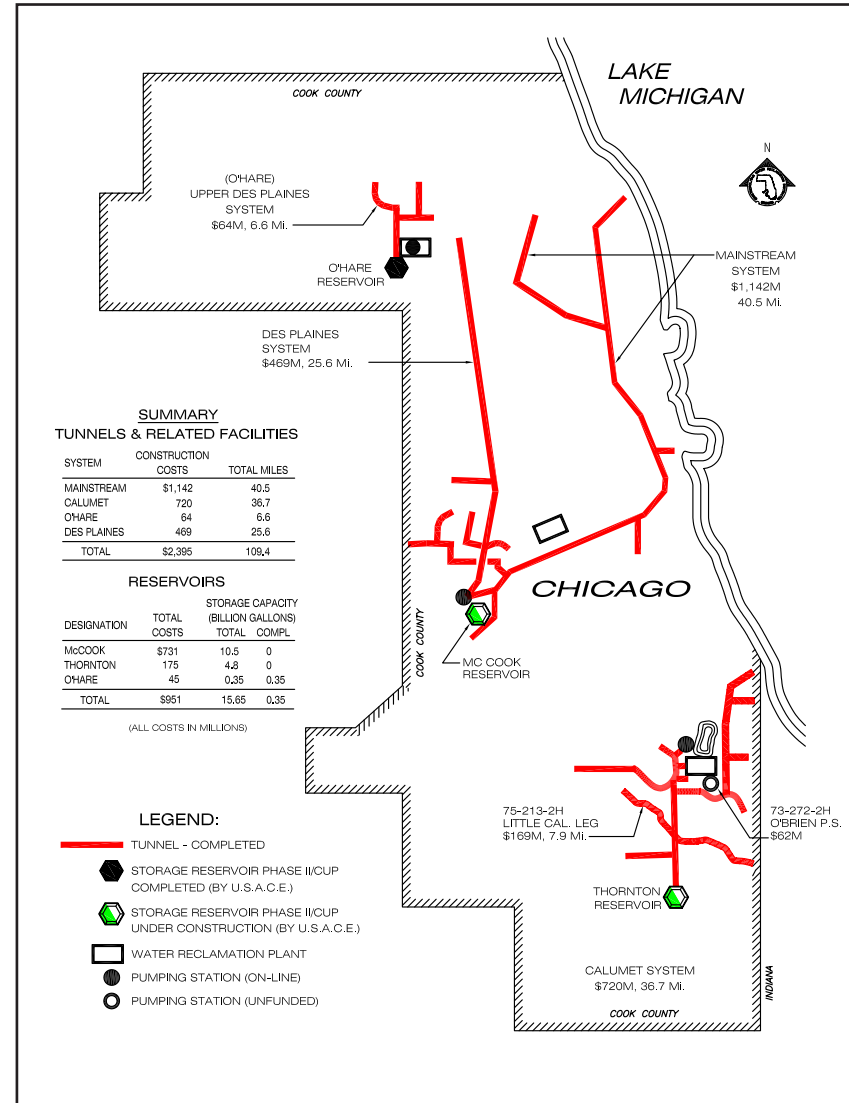 LAKE
MICHIGAN
COOK COUNTY
N
(O'HARE)
UPPER DES PLAINES
SYSTEM
$64M, 6.6 Mi.
O'HARE
RESERVOIR
MAINSTREAM
SYSTEM
$1,142M
40.5 Mi.
DES PLAINES
SYSTEM
$469M, 25.6 Mi.
SUMMARY
TUNNELS & RELATED FACILITIES
SYSTEM CONSTRUCTION COSTS TOTAL MILES
MAINSTREAM $1,142 40.5
CALUMET 720 36.7
O'HARE 64 6.6
DES PLAINES 469 25.6
TOTAL $2,395 109.4
RESERVOIRS
STORAGE CAPACITY
DESIGNATION TOTAL (BILLION GALLONS)
COSTS TOTAL COMPL
McCOOK $731 10.5 0
THORNTON 175 4.8 0
O'HARE 45 0.35 0.35
TOTAL $951 15.65 0.35
(ALL COSTS IN MILLIONS)
CHICAGO
COOK COUNTY
MC COOK
RESERVOIR
75-213-2H
LITTLE CAL. LEG
$169M, 7.9 Mi.
73-272-2H
O'BRIEN P.S.
$62M
THORNTON
RESERVOIR
CALUMET SYSTEM
$720M, 36.7 Mi.
INDIANA
COOK COUNTY
LEGEND:
TUNNEL - COMPLETED
STORAGE RESERVOIR PHASE II/CUP
COMPLETED (BY U.S.A.C.E.)
STORAGE RESERVOIR PHASE II/CUP
UNDER CONSTRUCTION (BY U.S.A.C.E.)
WATER RECLAMATION PLANT
PUMPING STATION (ON-LINE)
PUMPING STATION (UNFUNDED)